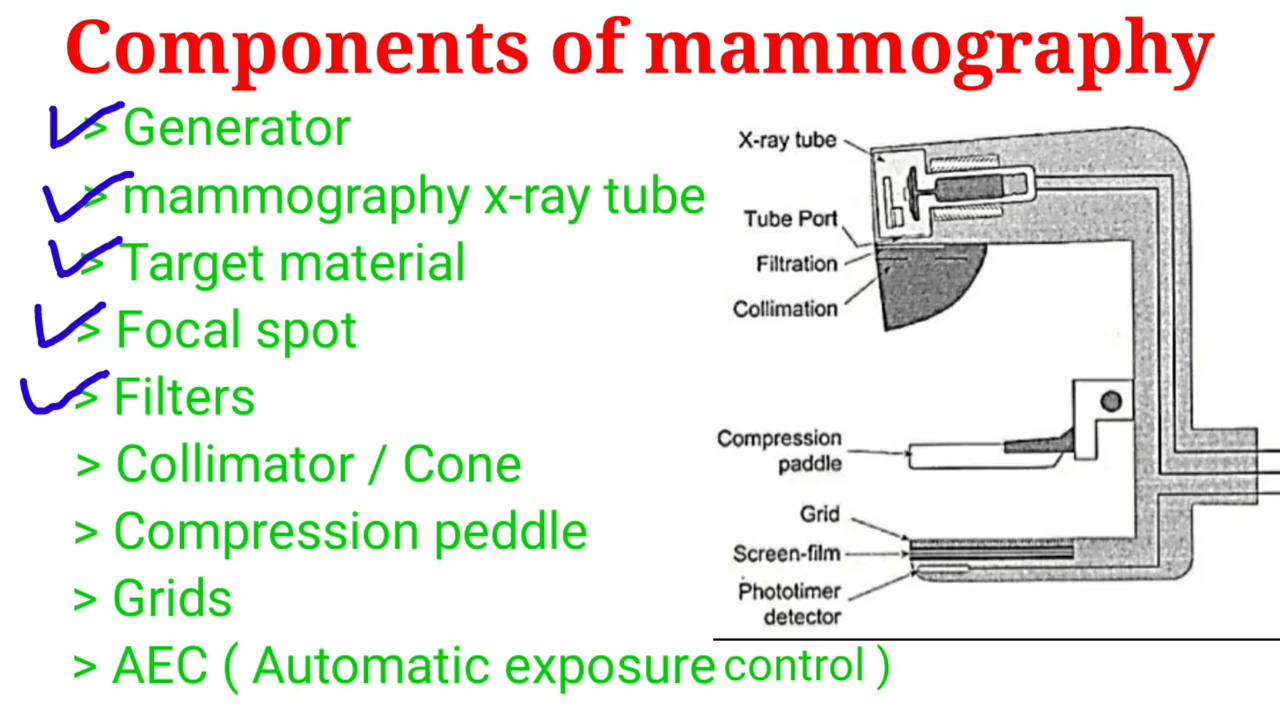 Components of mammography
> Generator
> mammography x-ray tube
> Target material
> Focal spot
> Filters
> Collimator / Cone
> Compression peddle
> Grids
> AEC ( Automatic exposure control )
X-ray tube
Tube Port
Filtration
Collimation
Compression
paddle
Grid
Screen-film
Phototimer
detector